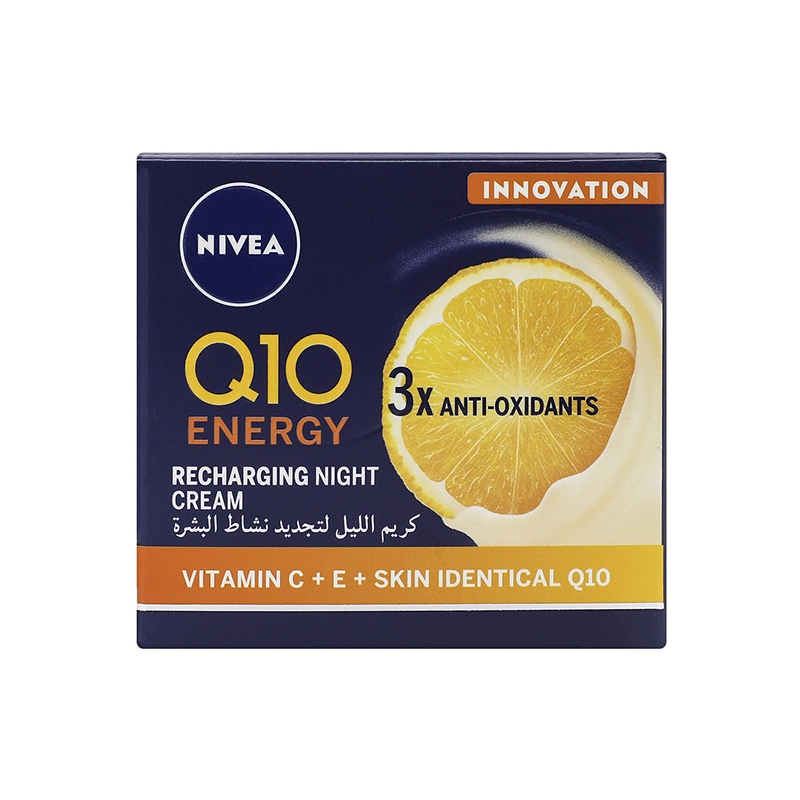 INNOVATION
NIVEA
Q10
ENERGY
3x ANTI-OXIDANTS
RECHARGING NIGHT
CREAM
كريم الليل لتجديد نشاط البشرة
VITAMIN C + E + SKIN IDENTICAL Q10